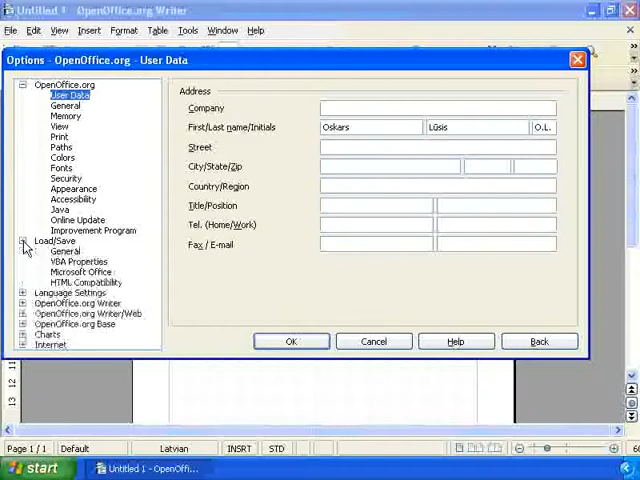 Untitled 1 - OpenOffice.org Writer
File Edit View Insert Format Table Tools Window Help
Options - OpenOffice.org - User Data
OpenOffice.org
User Data
General
Memory
View
Print
Paths
Colors
Fonts
Security
Appearance
Accessibility
Java
Online Update
Improvement Program
Load/Save
General
VBA Properties
Microsoft Office
HTML Compatibility
Language Settings
OpenOffice.org Writer
OpenOffice.org Writer/Web
OpenOffice.org Base
Charts
Internet
Address
Company
First/Last name/Initials Oskars Lūsis O.L.
Street
City/State/Zip
Country/Region
Title/Position
Tel. (Home/Work)
Fax / E-mail
OK Cancel Help Back
11
12
13
Page 1 / 1 Default Latvian INSRT STD 60
start Untitled 1 - OpenOffi...